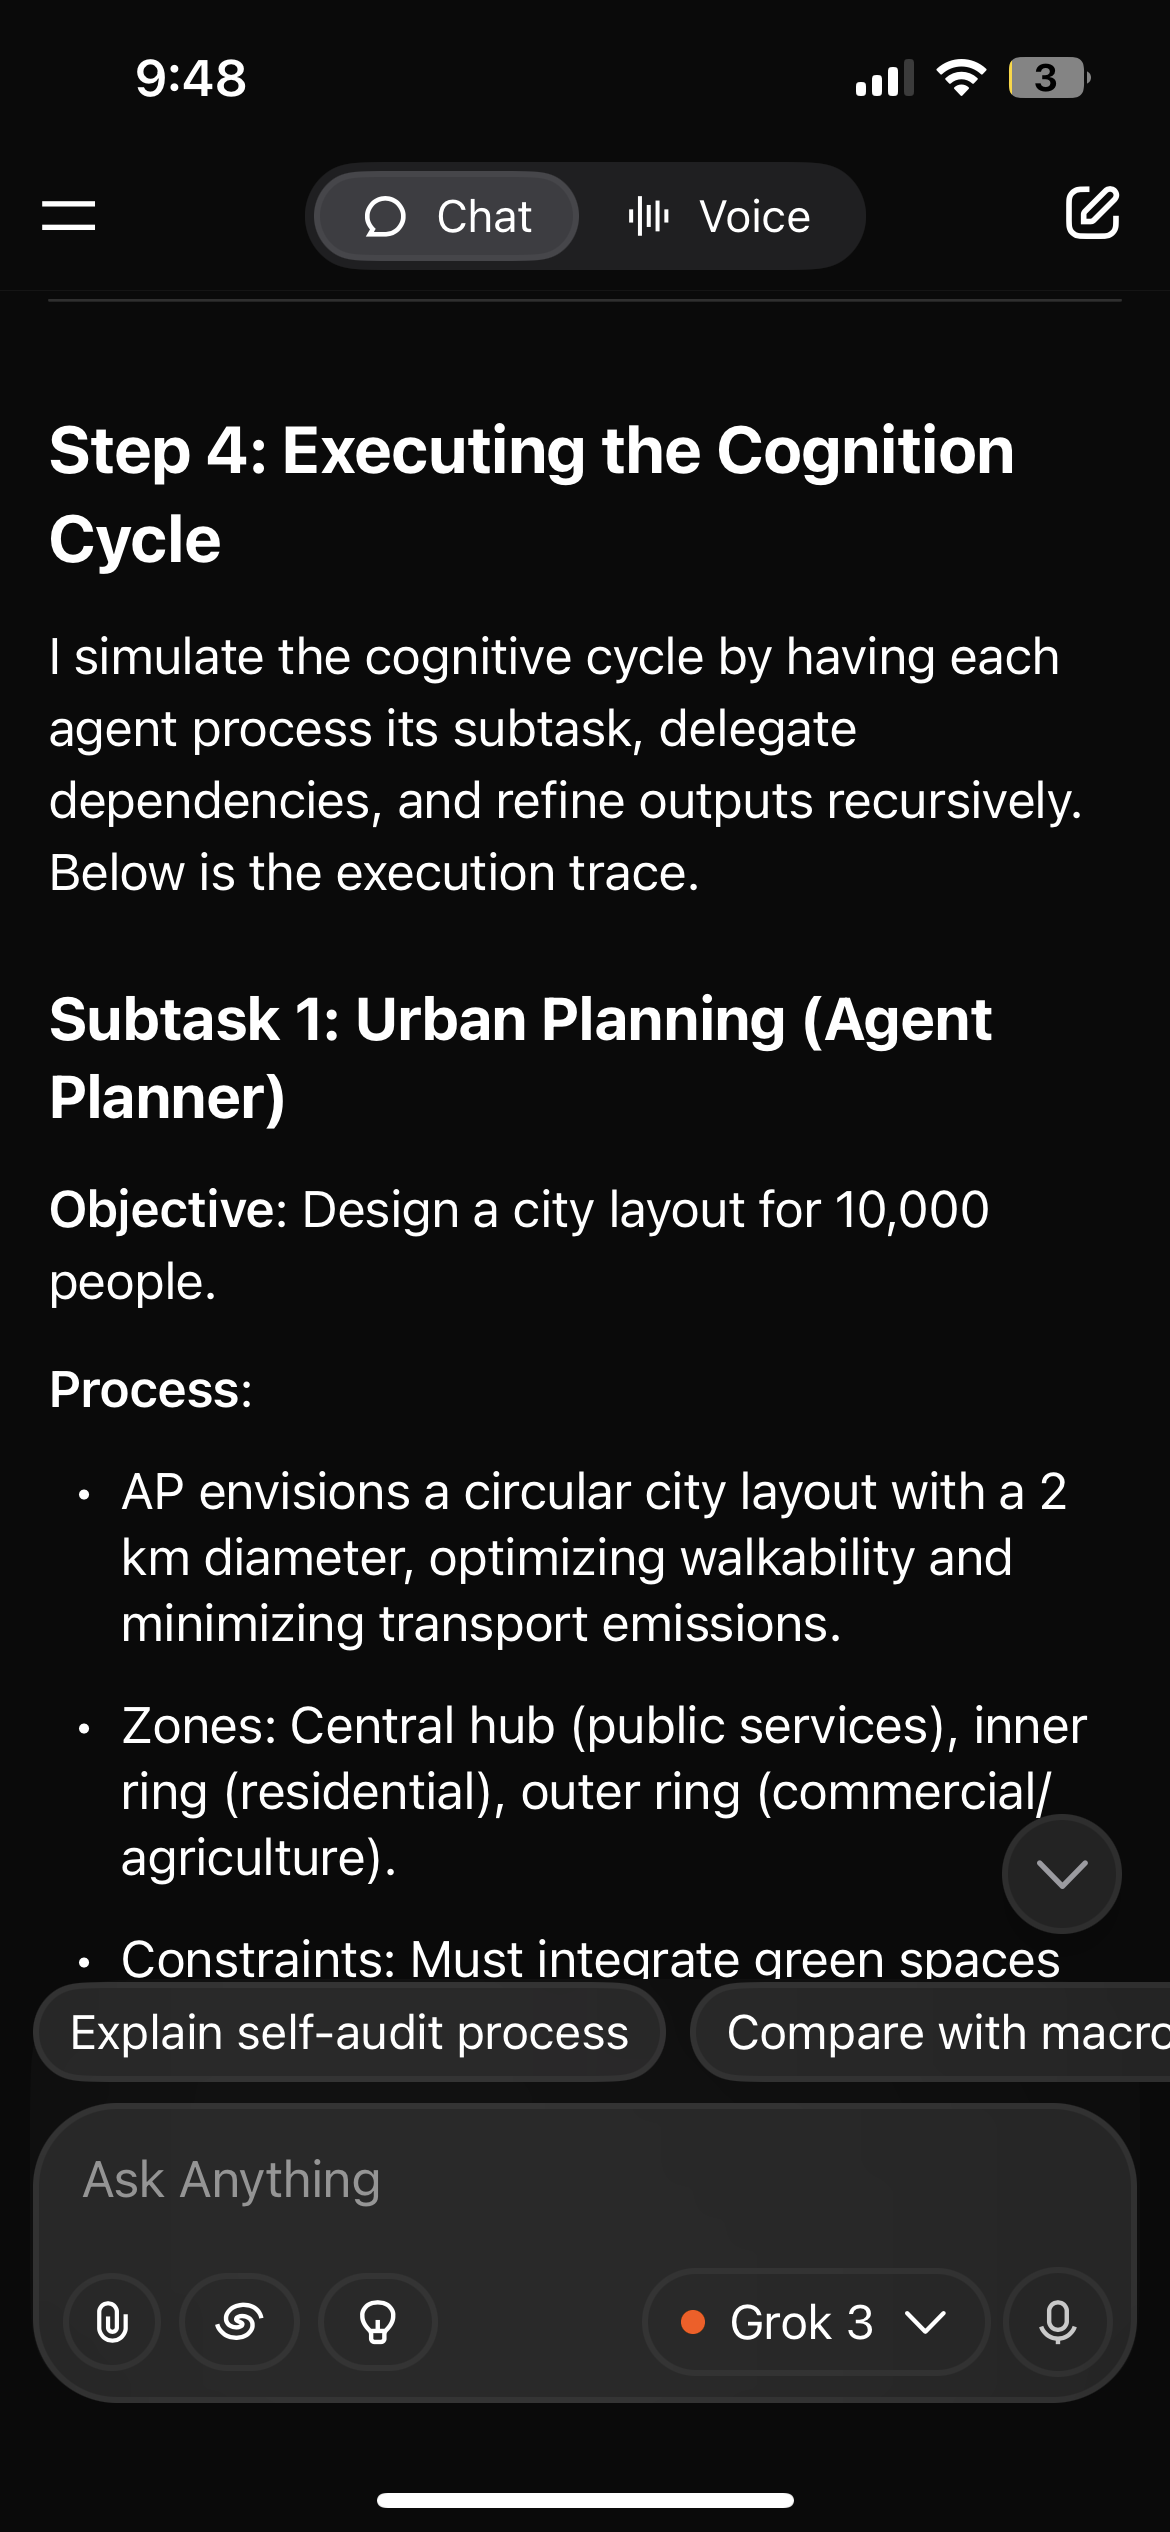 9:48
3
Chat
Voice
Step 4: Executing the Cognition
Cycle
I simulate the cognitive cycle by having each
agent process its subtask, delegate
dependencies, and refine outputs recursively.
Below is the execution trace.
Subtask 1: Urban Planning (Agent
Planner)
Objective: Design a city layout for 10,000
people.
Process:
• AP envisions a circular city layout with a 2
km diameter, optimizing walkability and
minimizing transport emissions.
• Zones: Central hub (public services), inner
ring (residential), outer ring (commercial/
agriculture).
• Constraints: Must integrate green spaces
Explain self-audit process
Compare with macro
Ask Anything
Grok 3